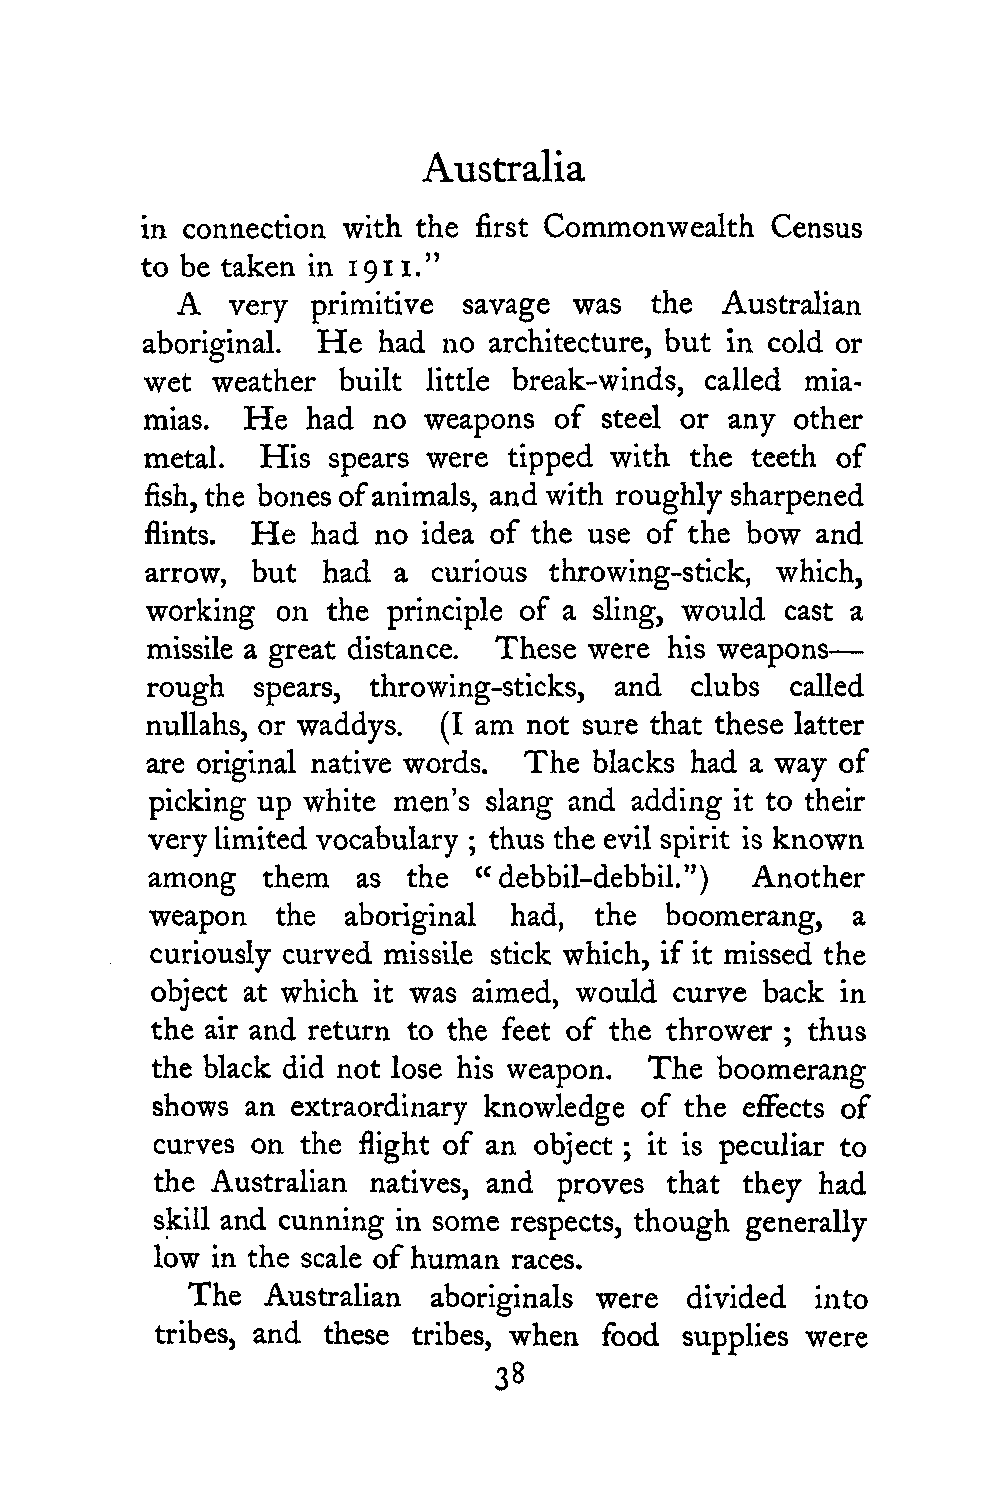 Australia
in connection with the first Commonwealth Census
to be taken in 1911.”
A very primitive savage was the Australian
aboriginal. He had no architecture, but in cold or
wet weather built little break-winds, called mia-
mias. He had no weapons of steel or any other
metal. His spears were tipped with the teeth of
fish, the bones of animals, and with roughly sharpened
flints. He had no idea of the use of the bow and
arrow, but had a curious throwing-stick, which,
working on the principle of a sling, would cast a
missile a great distance. These were his weapons—
rough spears, throwing-sticks, and clubs called
nullahs, or waddys. (I am not sure that these latter
are original native words. The blacks had a way of
picking up white men's slang and adding it to their
very limited vocabulary ; thus the evil spirit is known
among them as the “ debbil-debbil.”) Another
weapon the aboriginal had, the boomerang, a
curiously curved missile stick which, if it missed the
object at which it was aimed, would curve back in
the air and return to the feet of the thrower ; thus
the black did not lose his weapon. The boomerang
shows an extraordinary knowledge of the effects of
curves on the flight of an object ; it is peculiar to
the Australian natives, and proves that they had
skill and cunning in some respects, though generally
low in the scale of human races.
The Australian aboriginals were divided into
tribes, and these tribes, when food supplies were
38